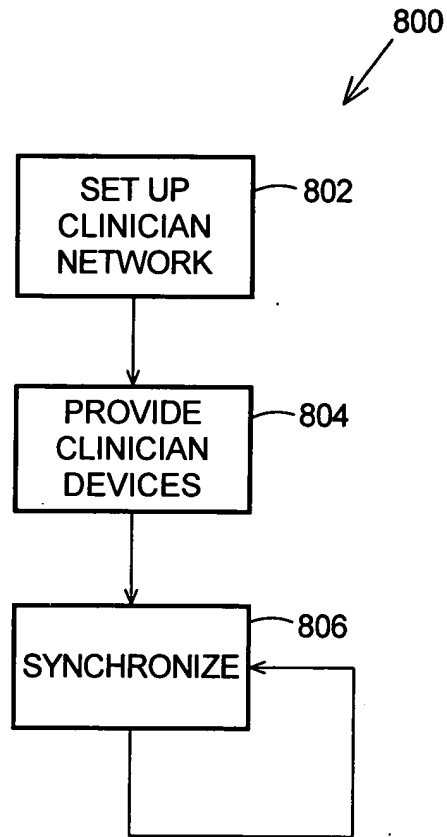 800
SET UP
CLINICIAN
NETWORK
802
PROVIDE
CLINICIAN
DEVICES
804
SYNCHRONIZE
806